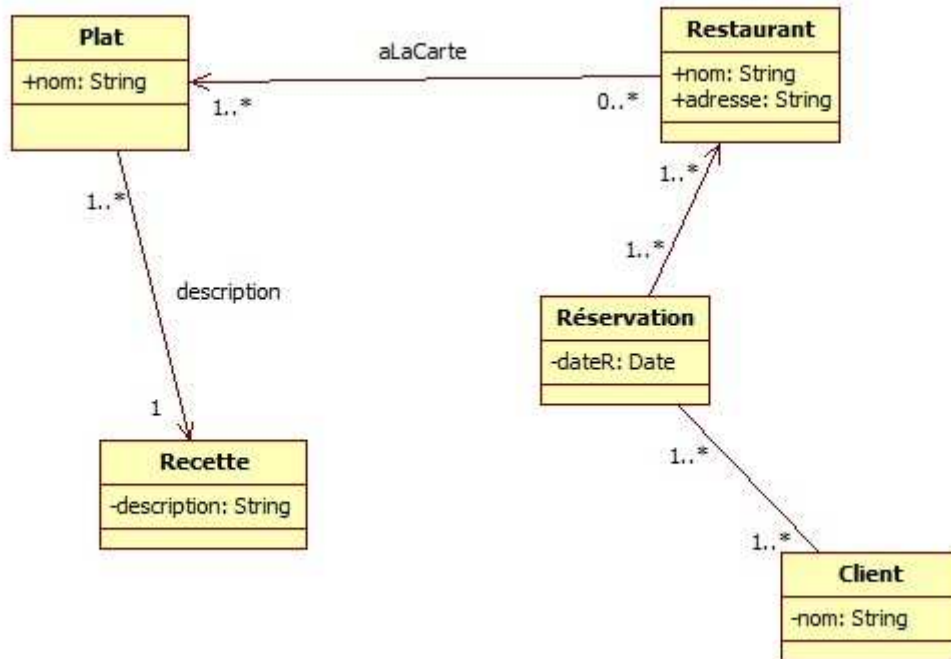 Plat
+nom: String
aLaCarte
1..*
0..*
Restaurant
+nom: String
+adresse: String
1..*
description
1
1..*
1..*
Recette
-description: String
Réservation
-dateR: Date
1..*
1..*
Client
-nom: String